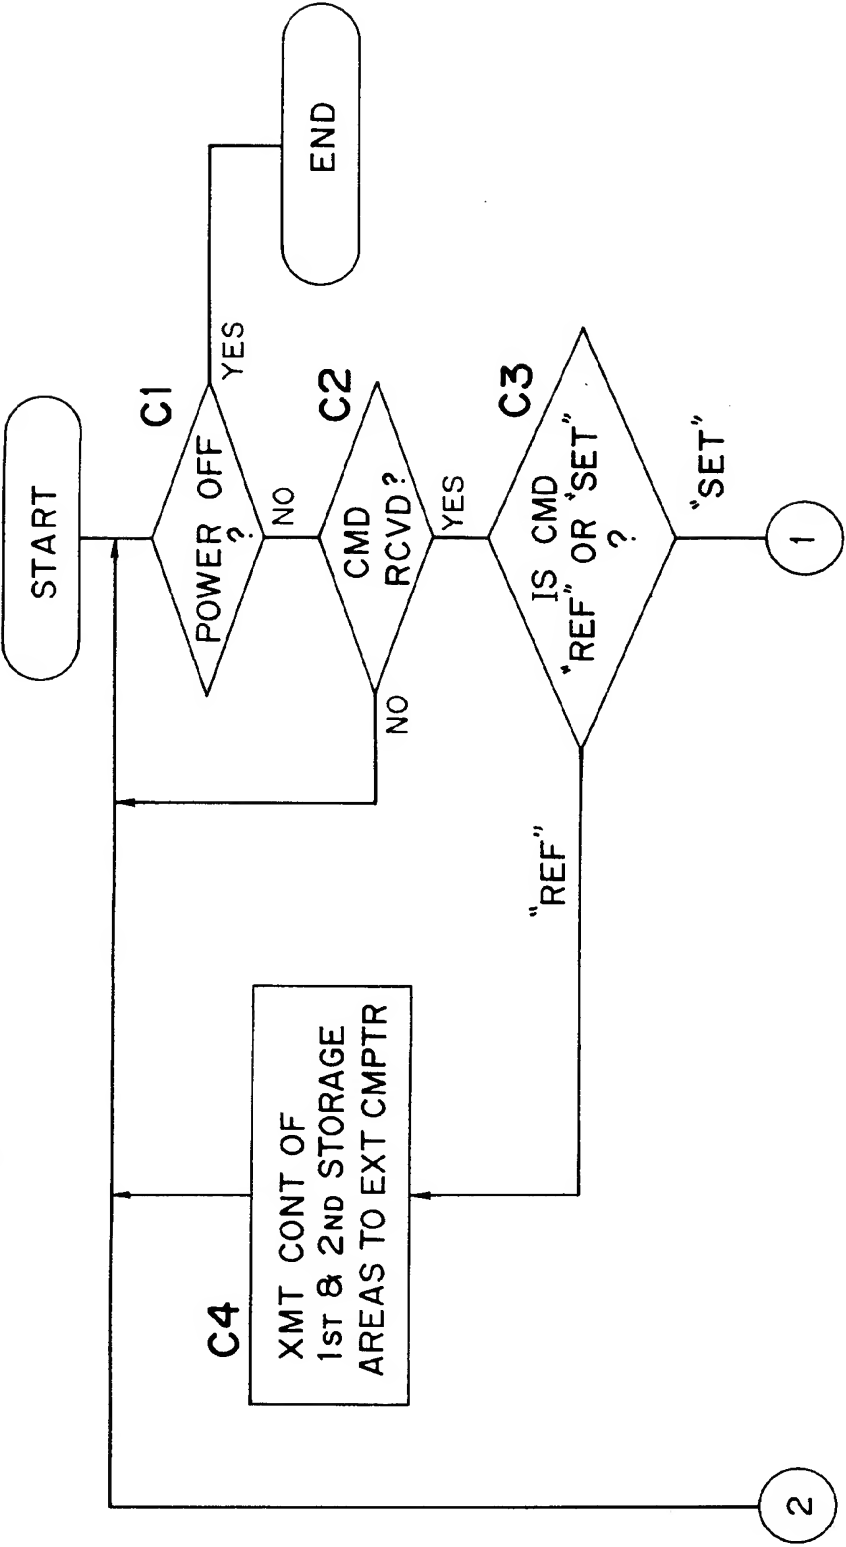 START
C1
POWER OFF
?
YES
END
NO
C2
CMD
RCVD?
NO
YES
C3
IS CMD
"REF" OR "SET"
?
"REF"
"SET"
C4
XMT CONT OF
1ST & 2ND STORAGE
AREAS TO EXT CMPTR
2
1